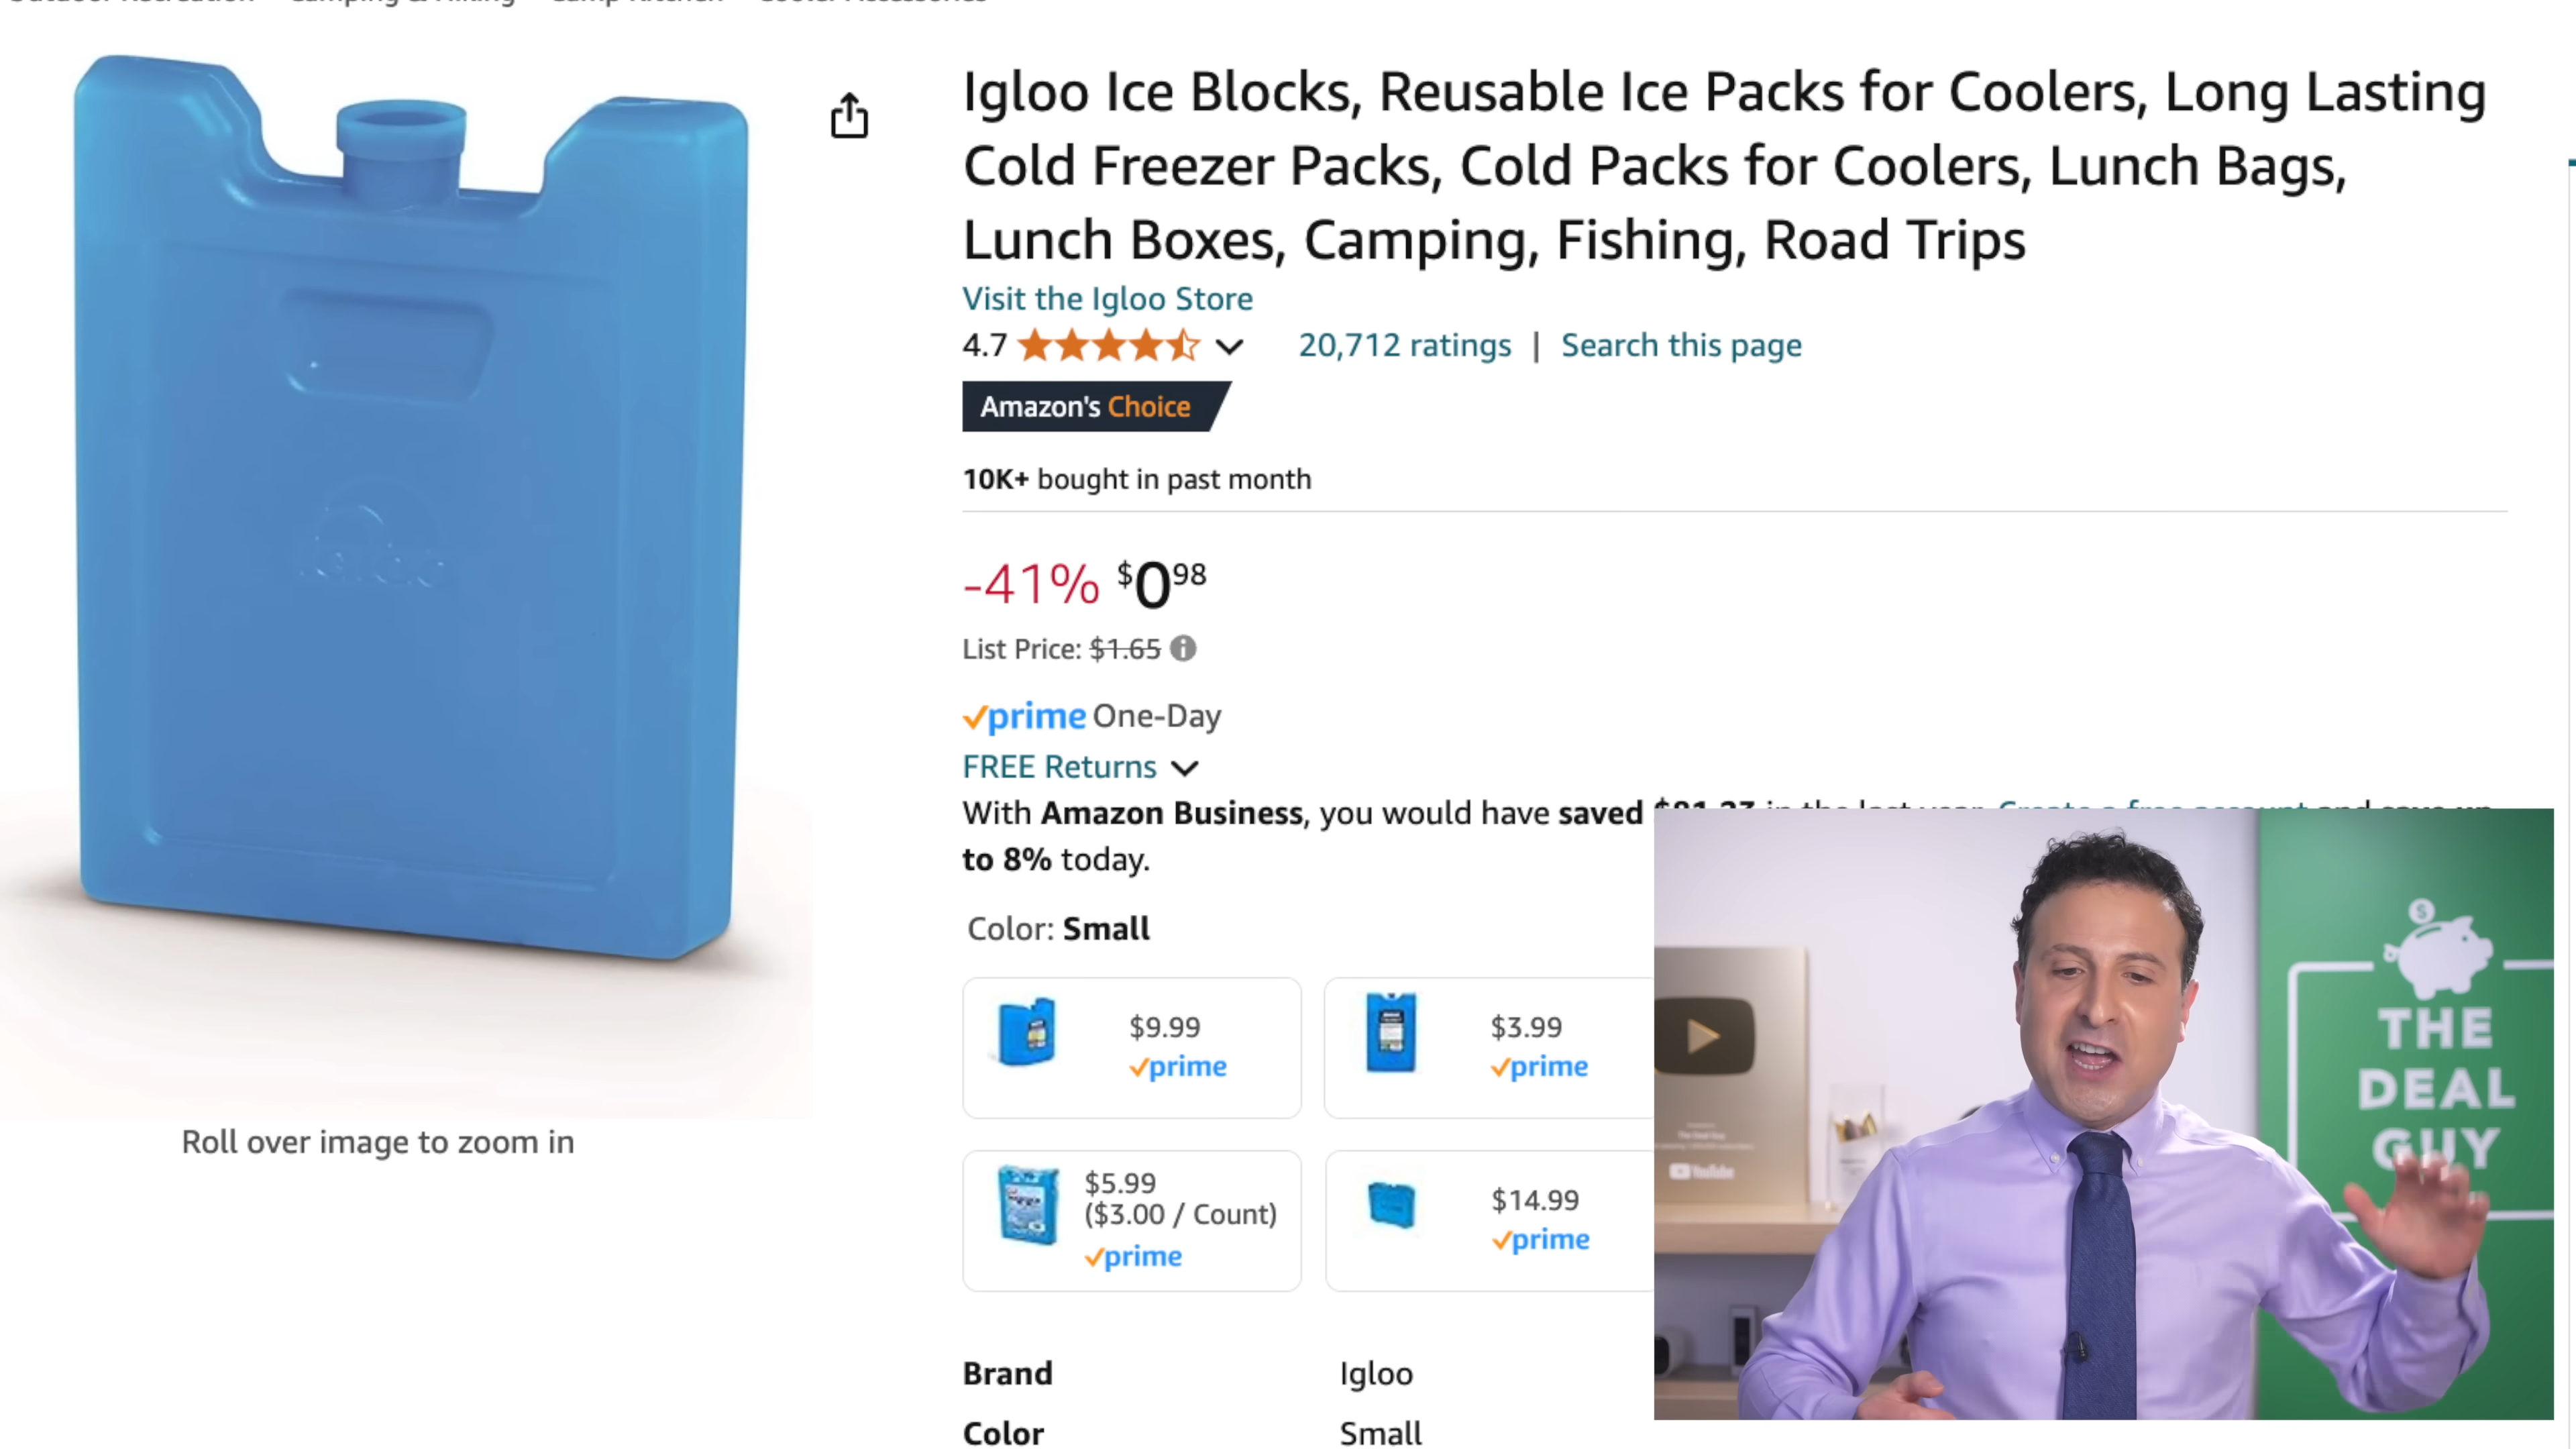 Igloo Ice Blocks, Reusable Ice Packs for Coolers, Long Lasting
Cold Freezer Packs, Cold Packs for Coolers, Lunch Bags,
Lunch Boxes, Camping, Fishing, Road Trips
Visit the Igloo Store
4.7
20,712 ratings | Search this page
Amazon's Choice
10K+ bought in past month
-41% $0.98
List Price: $1.65
prime One-Day
FREE Returns
With Amazon Business, you would have saved
to 8% today.
Color: Small
$9.99
prime
$3.99
prime
$5.99
($3.00 / Count)
prime
$14.99
prime
Brand Igloo
Color Small
Roll over image to zoom in
Igloo
THE
DEAL
GUY
YouTube